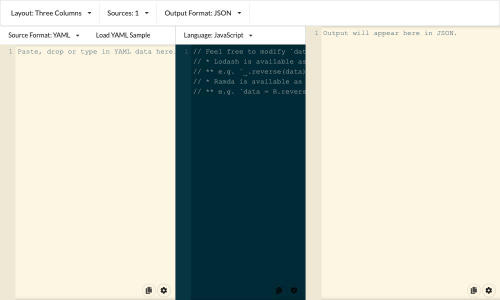 Layout: Three Columns
Sources: 1
Output Format: JSON
Source Format: YAML
Load YAML Sample
1 Paste, drop or type in YAML data here.
Language: JavaScript
1 // Feel free to modify `dat
// * Lodash is available as
// ** e.g. `_.reverse(data)
// * Ramda is available as
// ** e.g. `data = R.revers
1 Output will appear here in JSON.